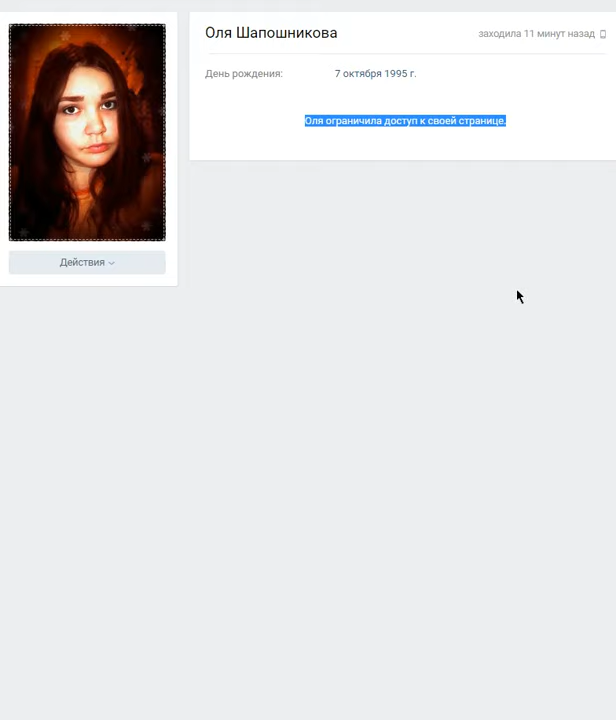 Оля Шапошникова
заходила 11 минут назад
День рождения: 7 октября 1995 г.
Оля ограничила доступ к своей странице.
Действия